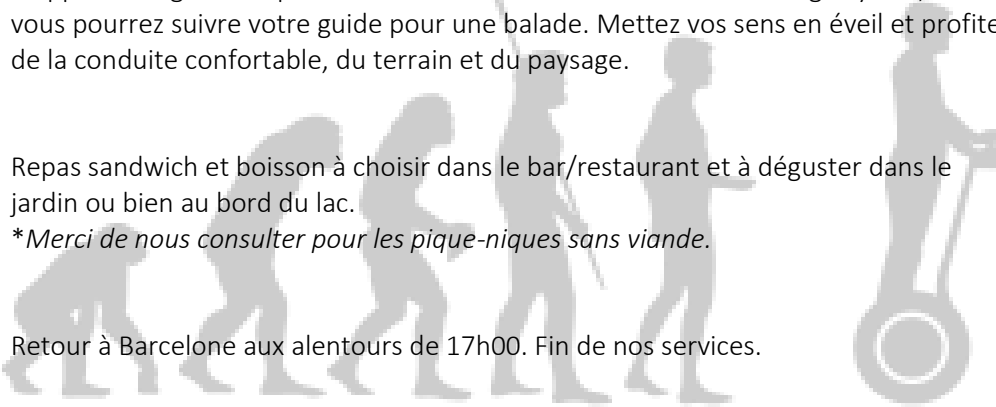 vous pourrez suivre votre guide pour une balade. Mettez vos sens en éveil et profite
de la conduite confortable, du terrain et du paysage.
Repas sandwich et boisson à choisir dans le bar/restaurant et à déguster dans le
jardin ou bien au bord du lac.
*Merci de nous consulter pour les pique-niques sans viande.
Retour à Barcelone aux alentours de 17h00. Fin de nos services.